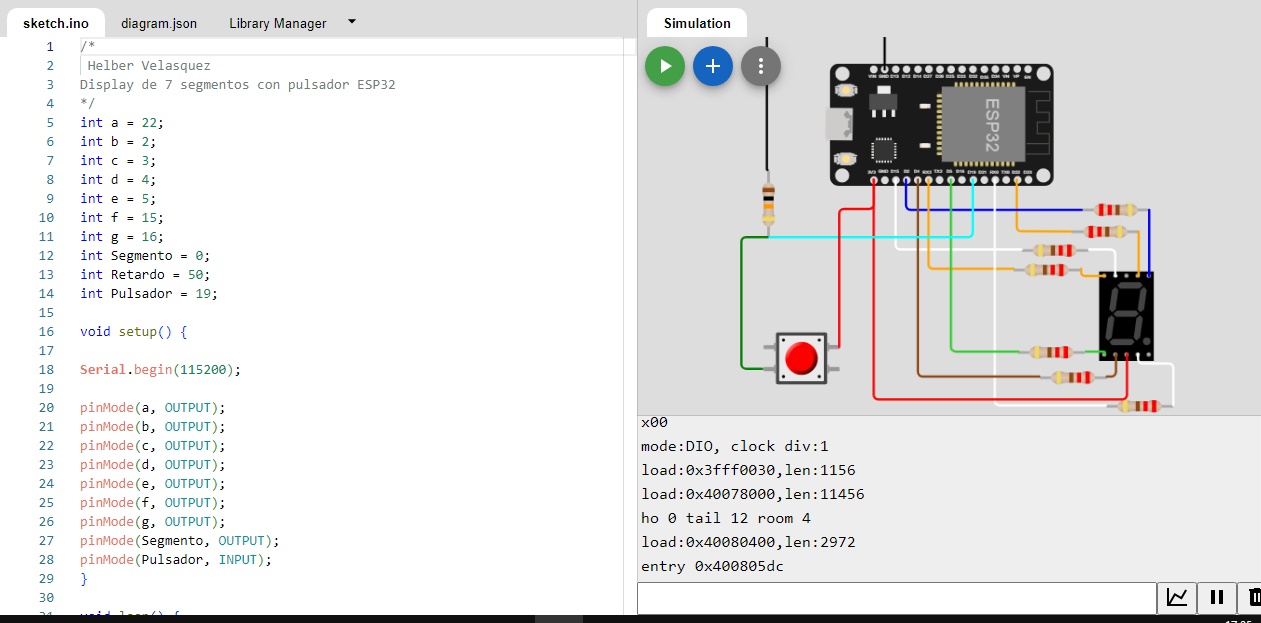 sketch.ino diagram.json Library Manager
1 /*
2 Helber Velasquez
3 Display de 7 segmentos con pulsador ESP32
4 */
5 int a = 22;
6 int b = 2;
7 int c = 3;
8 int d = 4;
9 int e = 5;
10 int f = 15;
11 int g = 16;
12 int Segmento = 0;
13 int Retardo = 50;
14 int Pulsador = 19;
15
16 void setup() {
17
18 Serial.begin(115200);
19
20 pinMode(a, OUTPUT);
21 pinMode(b, OUTPUT);
22 pinMode(c, OUTPUT);
23 pinMode(d, OUTPUT);
24 pinMode(e, OUTPUT);
25 pinMode(f, OUTPUT);
26 pinMode(g, OUTPUT);
27 pinMode(Segmento, OUTPUT);
28 pinMode(Pulsador, INPUT);
29 }
30
31 void loop() {
Simulation
ESP32
x00
mode:DIO, clock div:1
load:0x3fff0030,len:1156
load:0x40078000,len:11456
ho 0 tail 12 room 4
load:0x40080400,len:2972
entry 0x400805dc